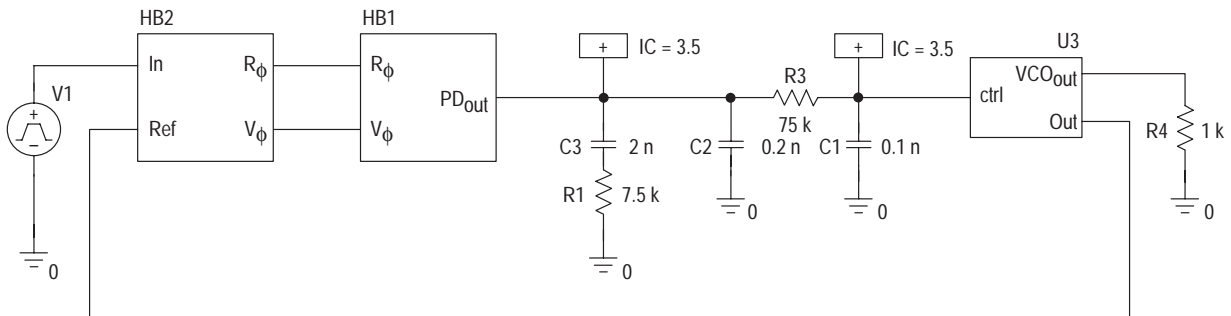 HB2
HB1
U3
IC = 3.5
IC = 3.5
+
+
In
Rϕ
Rϕ
R3
VCOout
V1
PDout
ctrl
+
−
75 k
Ref
Vϕ
Vϕ
Out
R4
1 k
C3
2 n
C2
0.2 n
C1
0.1 n
R1
7.5 k
0
0
0
0
0